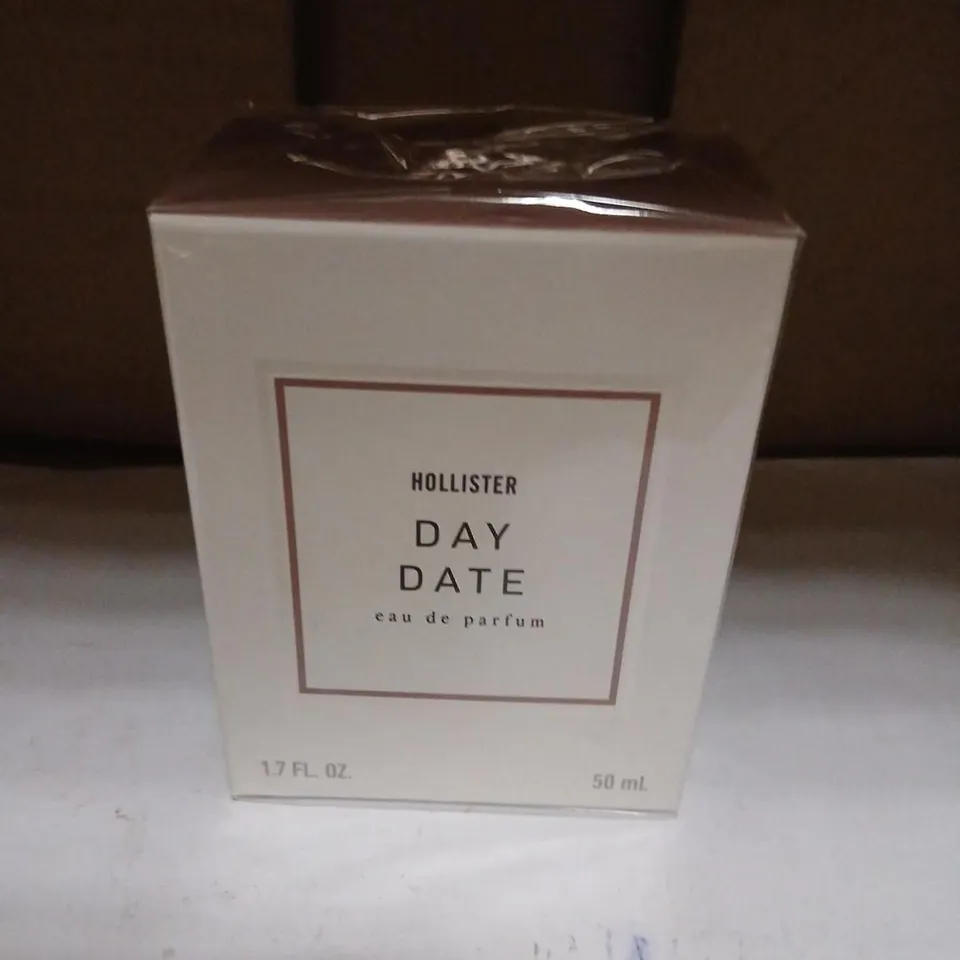 HOLLISTER
DAY
DATE
eau de parfum
1.7 FL. OZ.
50 ml.